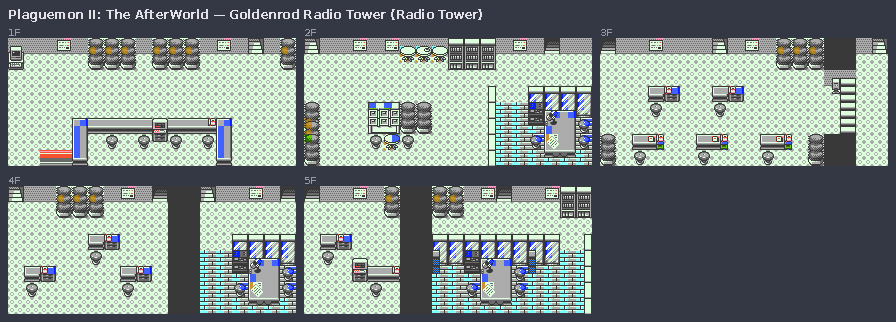 Plaguemon II: The AfterWorld — Goldenrod Radio Tower (Radio Tower)
1F
2F
3F
4F
5F